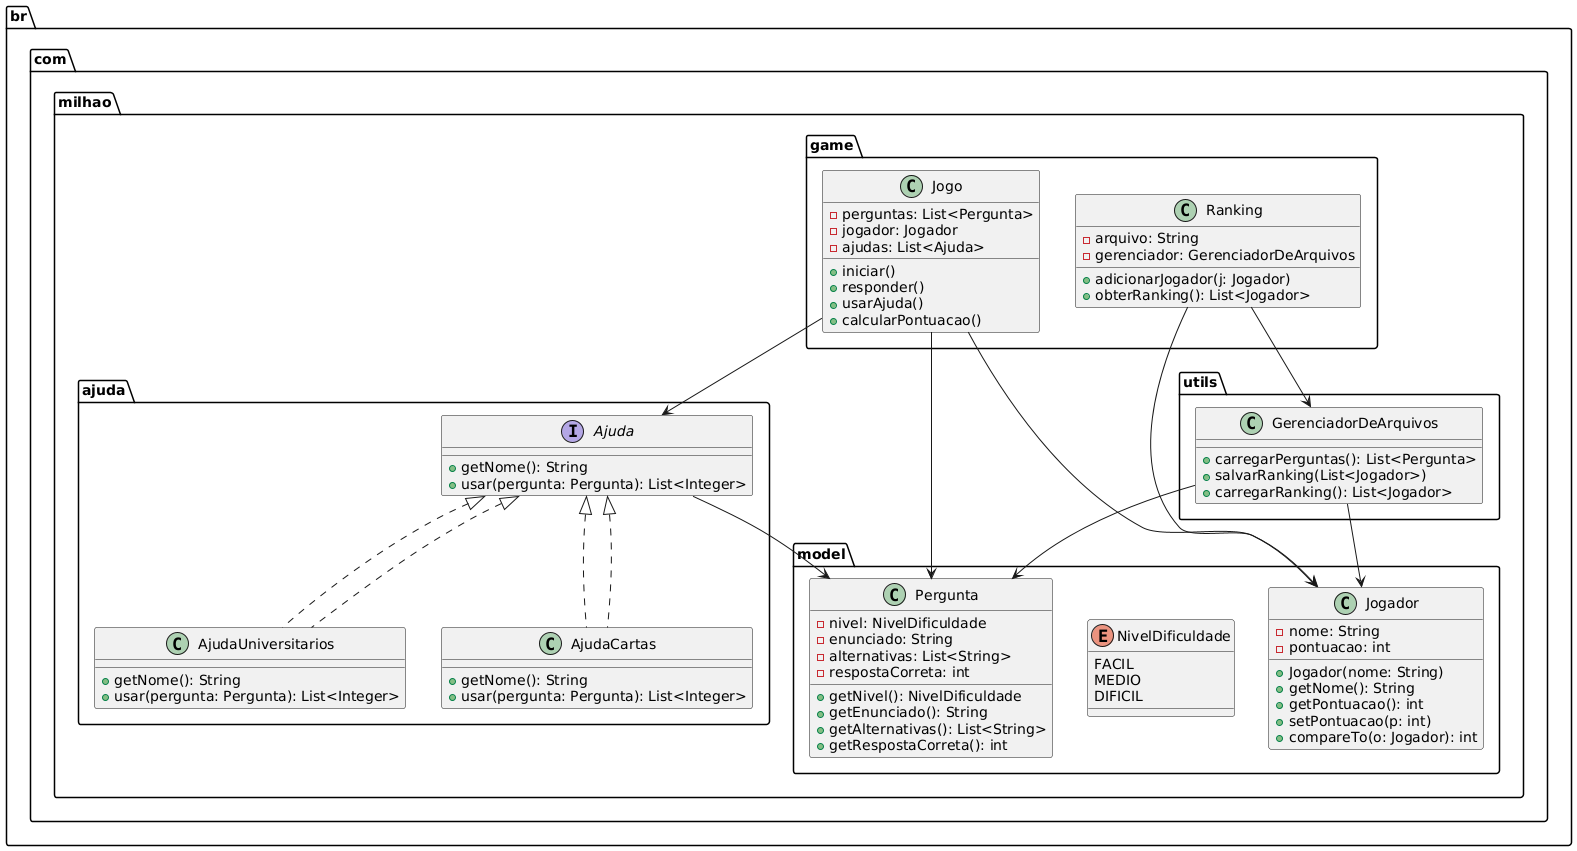 br
com
milhao
game
C Jogo
perguntas: List<Pergunta>
jogador: Jogador
ajudas: List<Ajuda>
iniciar()
responder()
usarAjuda()
calcularPontuacao()
C Ranking
arquivo: String
gerenciador: GerenciadorDeArquivos
adicionarJogador(j: Jogador)
obterRanking(): List<Jogador>
ajuda
I Ajuda
getNome(): String
usar(pergunta: Pergunta): List<Integer>
C AjudaUniversitarios
getNome(): String
usar(pergunta: Pergunta): List<Integer>
C AjudaCartas
getNome(): String
usar(pergunta: Pergunta): List<Integer>
utils
C GerenciadorDeArquivos
carregarPerguntas(): List<Pergunta>
salvarRanking(List<Jogador>)
carregarRanking(): List<Jogador>
model
C Pergunta
nivel: NivelDificuldade
enunciado: String
alternativas: List<String>
respostaCorreta: int
getNivel(): NivelDificuldade
getEnunciado(): String
getAlternativas(): List<String>
getRespostaCorreta(): int
E NivelDificuldade
FACIL
MEDIO
DIFICIL
C Jogador
nome: String
pontuacao: int
Jogador(nome: String)
getNome(): String
getPontuacao(): int
setPontuacao(p: int)
compareTo(o: Jogador): int